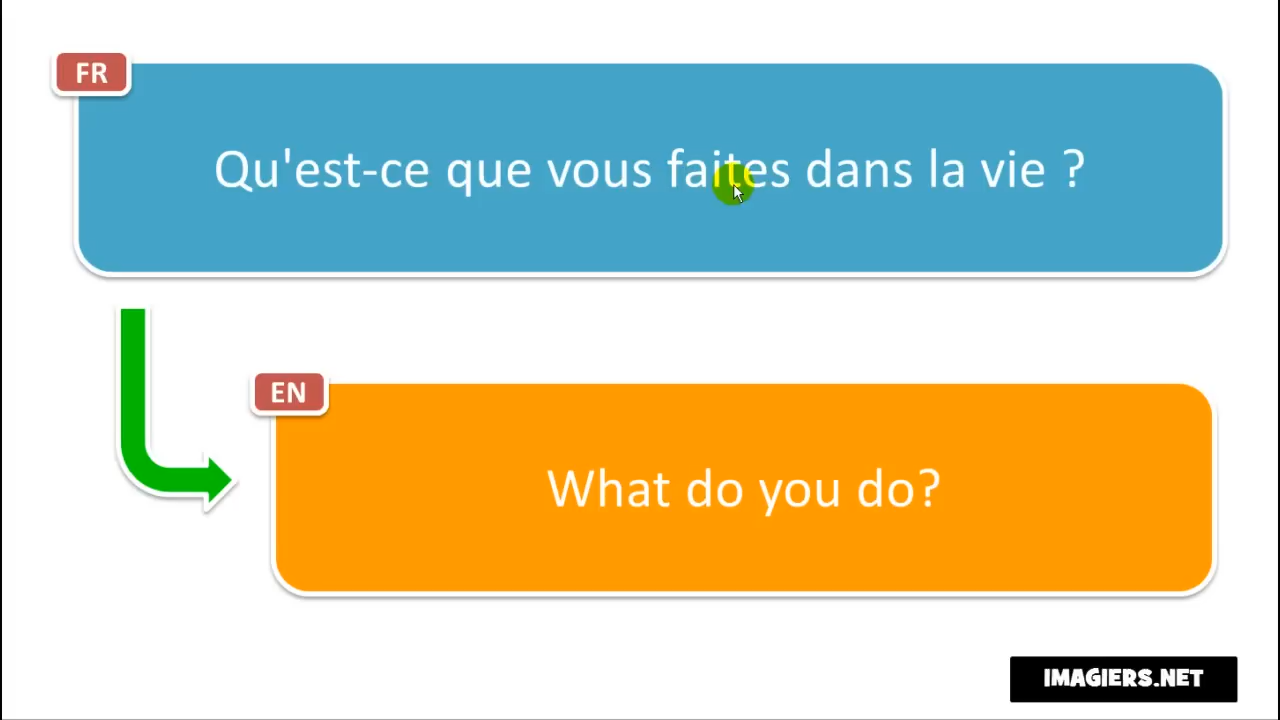 FR
Qu'est-ce que vous faites dans la vie ?
EN
What do you do?
IMAGIERS.NET